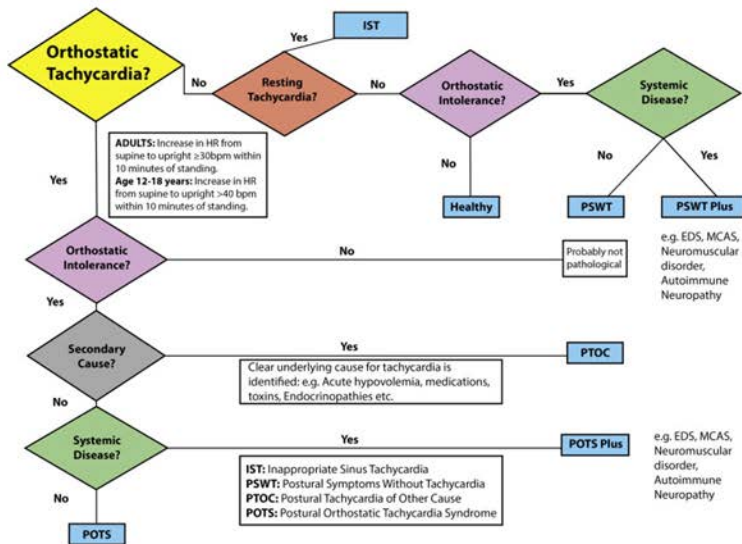 IST
Yes
Orthostatic
Tachycardia?
No
Resting
Tachycardia?
No
Orthostatic
Intolerance?
Yes
Systemic
Disease?
Yes
ADULTS: Increase in HR from
supine to upright ≥30bpm within
10 minutes of standing.
Age 12-18 years: Increase in HR
from supine to upright >40 bpm
within 10 minutes of standing.
No
No
Yes
Healthy
PSWT
PSWT Plus
Orthostatic
Intolerance?
No
Probably not
pathological
e.g. EDS, MCAS,
Neuromuscular
disorder,
Autoimmune
Neuropathy
Yes
Secondary
Cause?
Yes
PTOC
Clear underlying cause for tachycardia is
identified: e.g. Acute hypovolemia, medications,
toxins, Endocrinopathies etc.
No
Systemic
Disease?
Yes
POTS Plus
e.g. EDS, MCAS,
Neuromuscular
disorder,
Autoimmune
Neuropathy
IST: Inappropriate Sinus Tachycardia
PSWT: Postural Symptoms Without Tachycardia
PTOC: Postural Tachycardia of Other Cause
POTS: Postural Orthostatic Tachycardia Syndrome
No
POTS